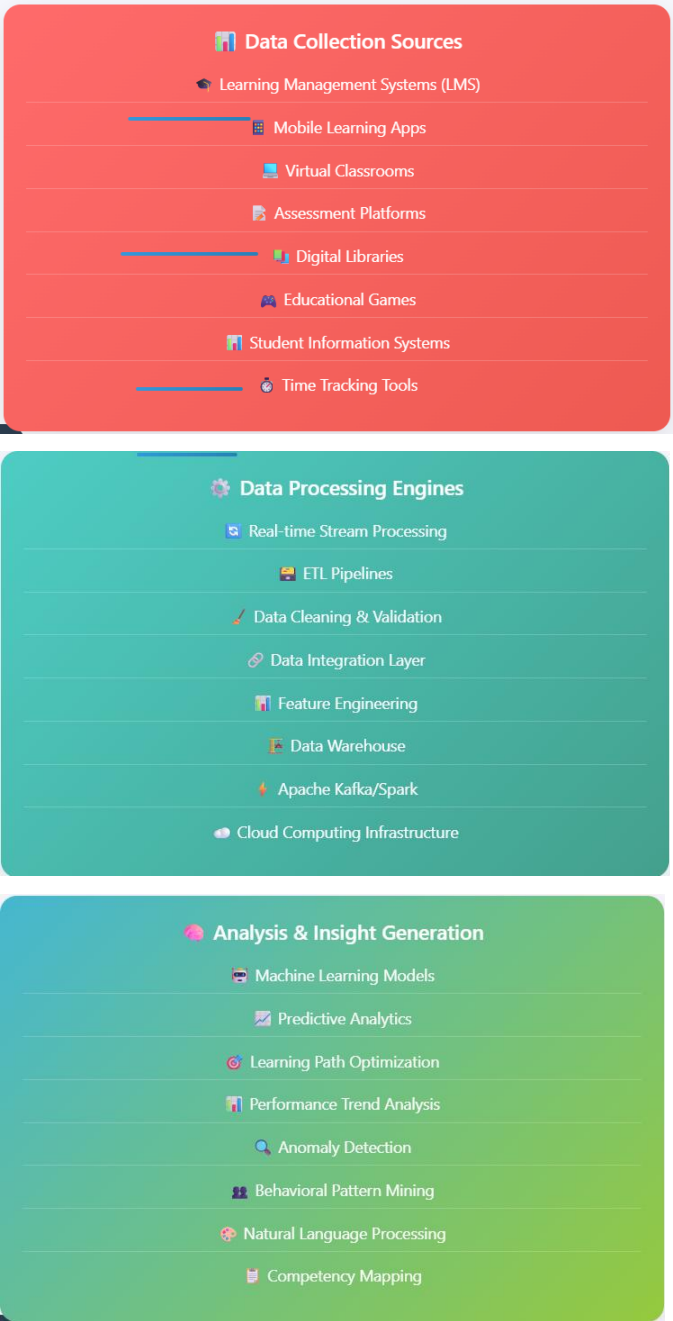 Data Collection Sources
Learning Management Systems (LMS)
Mobile Learning Apps
Virtual Classrooms
Assessment Platforms
Digital Libraries
Educational Games
Student Information Systems
Time Tracking Tools
Data Processing Engines
Real-time Stream Processing
ETL Pipelines
Data Cleaning & Validation
Data Integration Layer
Feature Engineering
Data Warehouse
Apache Kafka/Spark
Cloud Computing Infrastructure
Analysis & Insight Generation
Machine Learning Models
Predictive Analytics
Learning Path Optimization
Performance Trend Analysis
Anomaly Detection
Behavioral Pattern Mining
Natural Language Processing
Competency Mapping